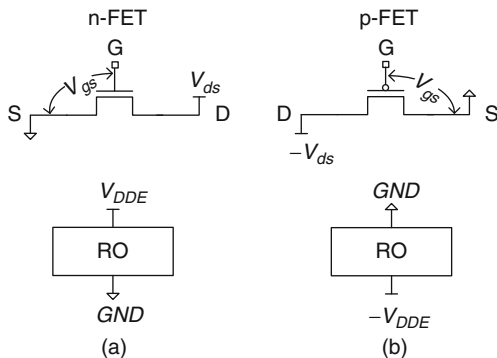 n-FET p-FET
G G
V_gs V_ds V_gs
S D D S
−V_ds
V_DDE GND
RO RO
GND −V_DDE
(a) (b)